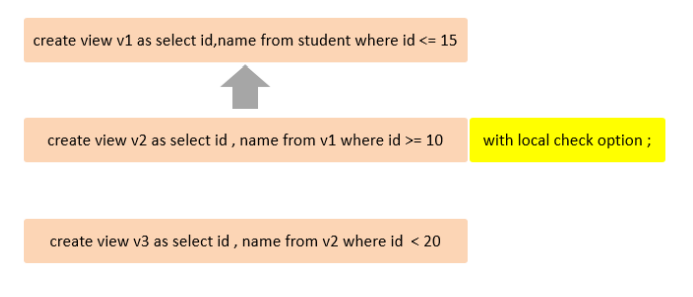 create view v1 as select id,name from student where id <= 15
create view v2 as select id , name from v1 where id >= 10 with local check option ;
create view v3 as select id , name from v2 where id < 20